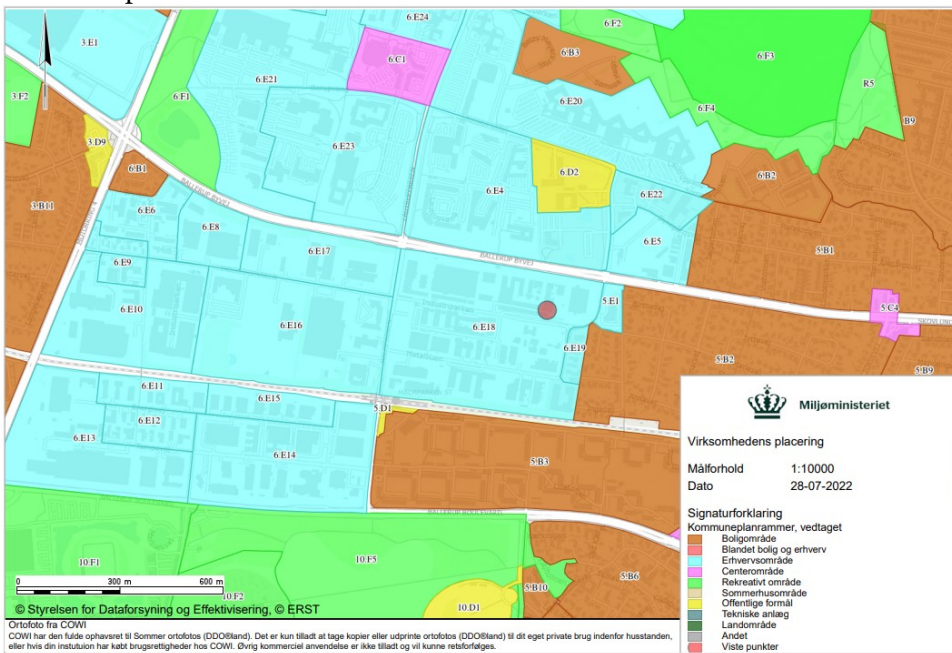 6.E24
3.E1
6.C1
6.B3
6.F2
6.F3
6.E21
R5
3.F2
6.F1
6.E20
6.F4
B9
3.D9
6.E23
6.D2
6.B1
6.B2
3.B11
6.E4
6.E22
BALLERUP BYVEJ
6.E6
6.E8
6.E5
6.E17
5.B1
BALLERUP BYVEJ
6.E9
5.E1
5.C4
6.E10
6.E16
6.E18
6.E19
5.B2
5.B9
6.E11
6.E15
5.D1
6.E12
6.E13
6.E14
5.B3
10.F1
10.F5
10.F2
5.B10
5.B6
10.D1
0 300 m 600 m
© Styrelsen for Dataforsyning og Effektivisering, © ERST
Miljøministeriet
Virksomhedens placering
Målforhold 1:10000
Dato 28-07-2022
Signaturforklaring
Kommuneplanrammer, vedtaget
Boligområde
Blandet bolig og erhverv
Erhvervsområde
Centerområde
Rekreativt område
Sommerhusområde
Offentlige formål
Tekniske anlæg
Landområde
Andet
Viste punkter
Ortofoto fra COWI
COWI har den fulde ophavsret til Sommer ortofotos (DDO®land). Det er kun tilladt at tage kopier eller udprinte ortofotos (DDO®land) til dit eget private brug indenfor husstanden,
eller hvis din instutuion har købt brugsrettigheder hos COWI. Øvrig kommerciel anvendelse er ikke tilladt og vil kunne retsforfølges.